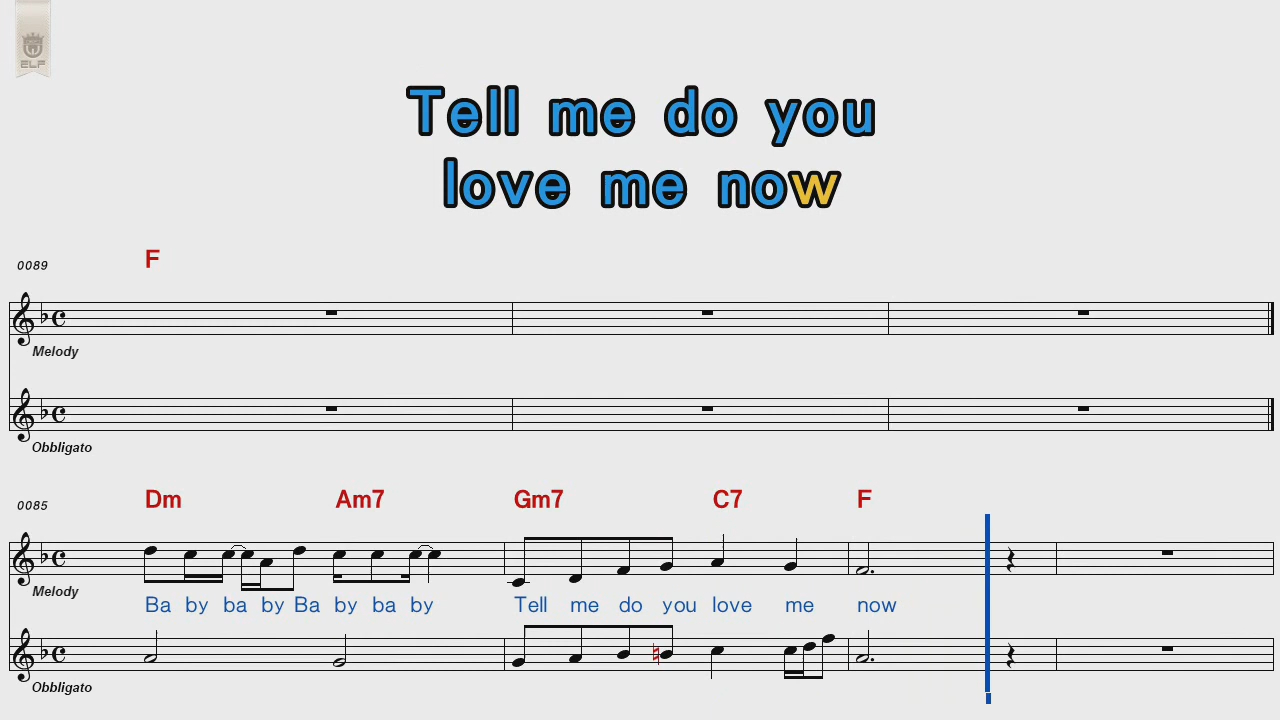 ELF
Tell me do you
love me now
0089 F
Melody
Obbligato
0085 Dm Am7 Gm7 C7 F
Melody
Ba by ba by Ba by ba by Tell me do you love me now
Obbligato